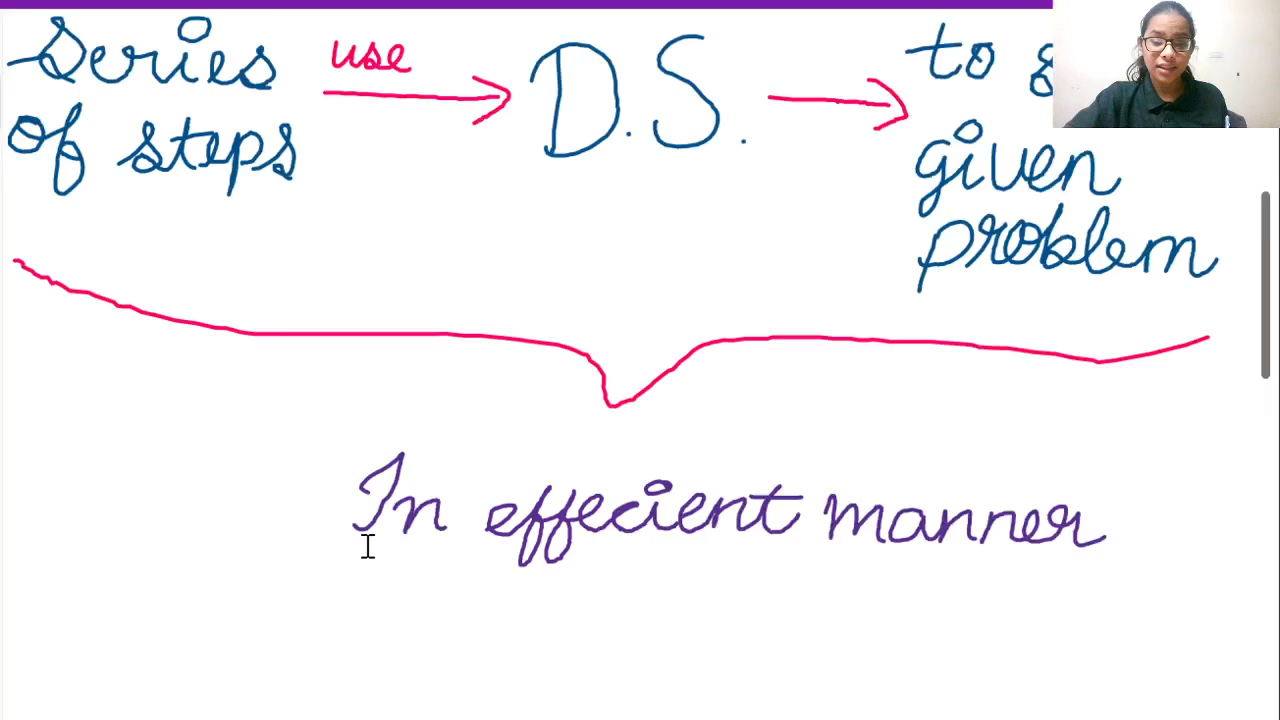 Series
of steps
use
D.S.
to
given
problem
In effecient manner